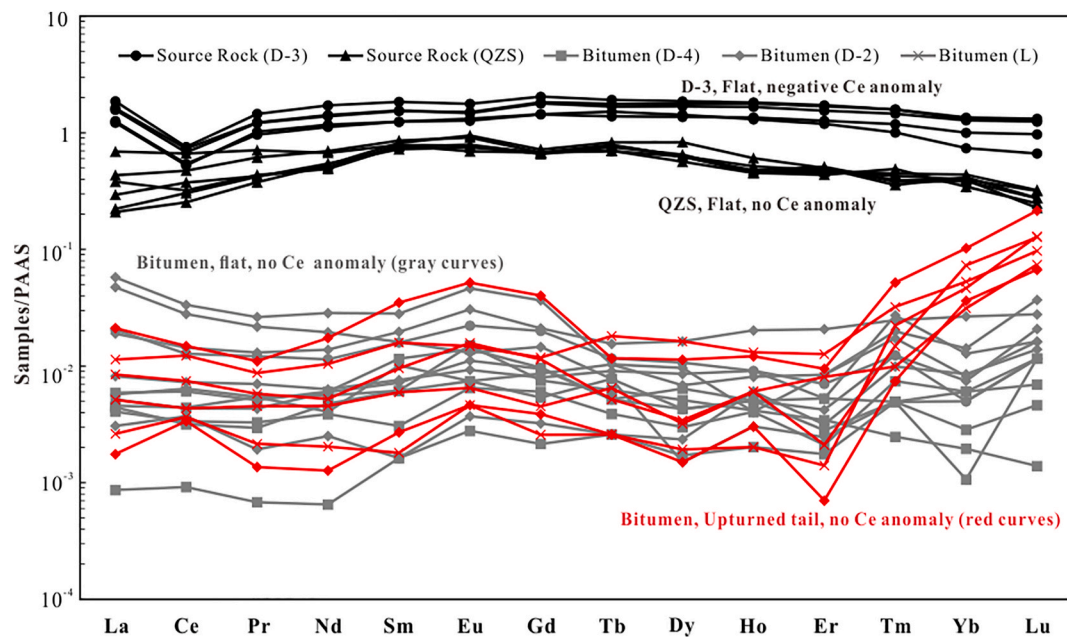 10
Source Rock (D-3) Source Rock (QZS) Bitumen (D-4) Bitumen (D-2) Bitumen (L)
D-3, Flat, negative Ce anomaly
1
QZS, Flat, no Ce anomaly
10⁻¹
Bitumen, flat, no Ce anomaly (gray curves)
Samples/PAAS
10⁻²
10⁻³
Bitumen, Upturned tail, no Ce anomaly (red curves)
10⁻⁴
La Ce Pr Nd Sm Eu Gd Tb Dy Ho Er Tm Yb Lu